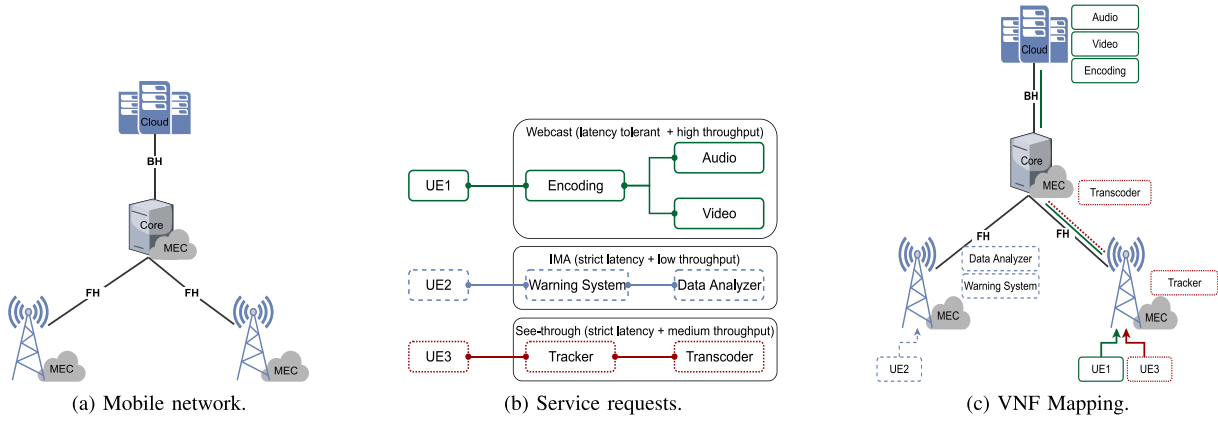 Cloud
BH
Core
MEC
FH
FH
MEC
MEC
(a) Mobile network.
Webcast (latency tolerant + high throughput)
UE1
Encoding
Audio
Video
IMA (strict latency + low throughput)
UE2
Warning System
Data Analyzer
See-through (strict latency + medium throughput)
UE3
Tracker
Transcoder
(b) Service requests.
Cloud
Audio
Video
Encoding
BH
Core
MEC
Transcoder
FH
FH
Data Analyzer
Warning System
Tracker
MEC
MEC
UE2
UE1
UE3
(c) VNF Mapping.